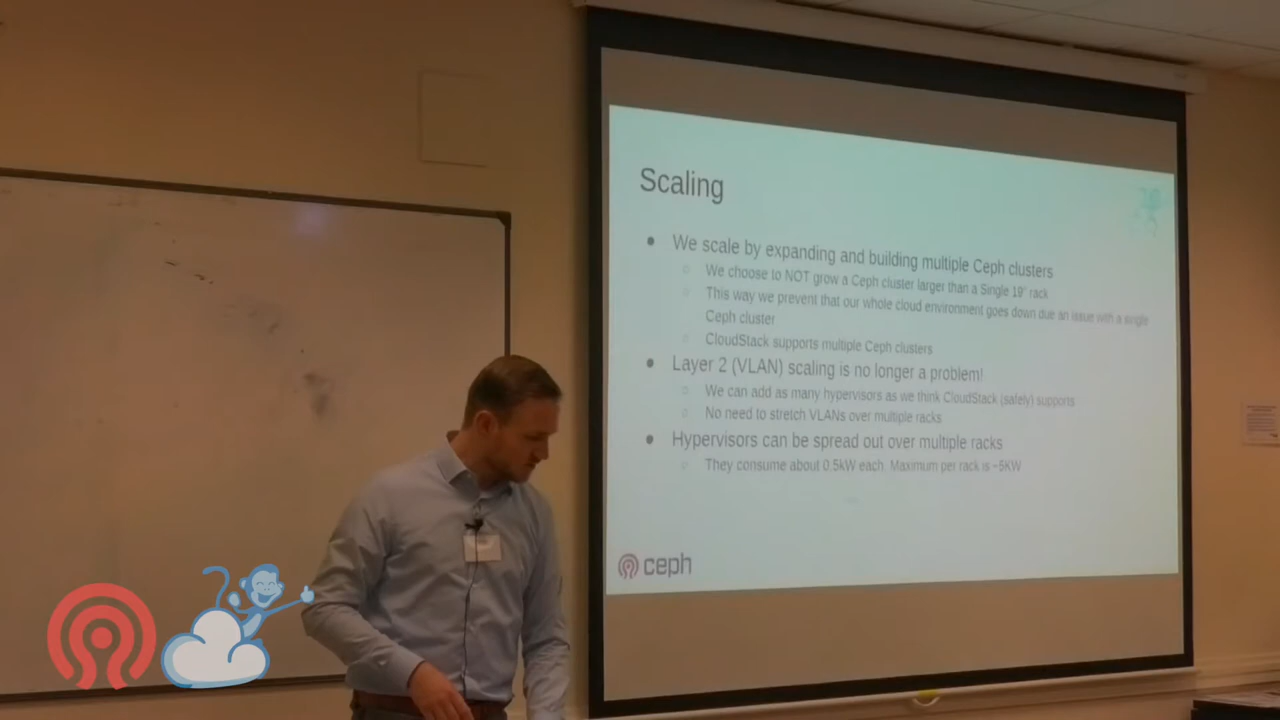 Scaling
We scale by expanding and building multiple Ceph clusters
We choose to NOT grow a Ceph cluster larger than a Single 19" rack
This way we prevent that our whole cloud environment goes down due an issue with a single
Ceph cluster
CloudStack supports multiple Ceph clusters
Layer 2 (VLAN) scaling is no longer a problem!
We can add as many hypervisors as we think CloudStack (safely) supports
No need to stretch VLANs over multiple racks
Hypervisors can be spread out over multiple racks
They consume about 0.5kW each. Maximum per rack is ~5KW
ceph